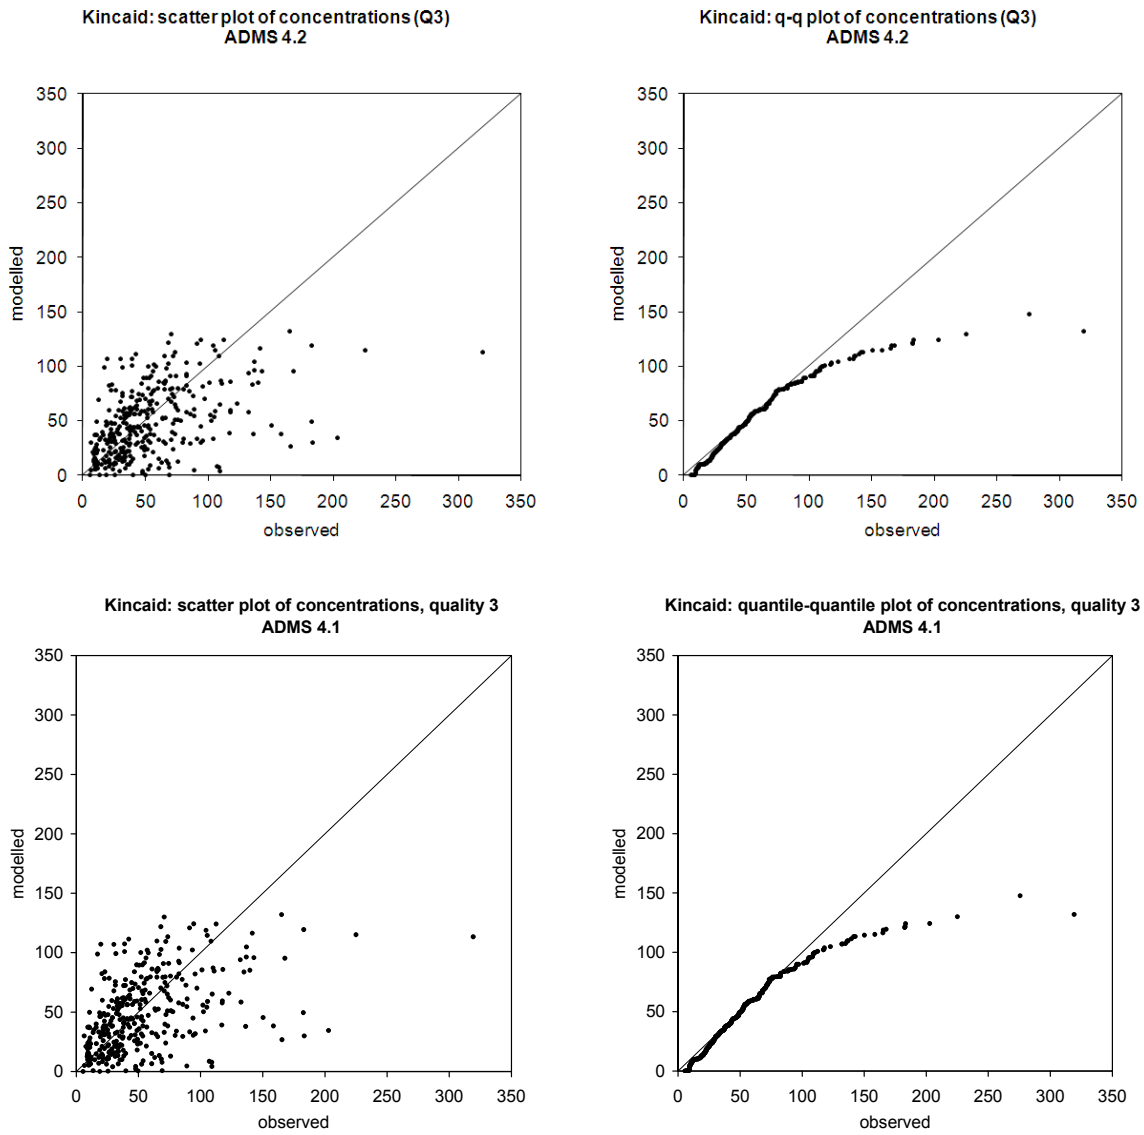 Kincaid: scatter plot of concentrations (Q3)
ADMS 4.2
350
300
250
200
150
100
50
0
modelled
0 50 100 150 200 250 300 350
observed
Kincaid: q-q plot of concentrations (Q3)
ADMS 4.2
350
300
250
200
150
100
50
0
modelled
0 50 100 150 200 250 300 350
observed
Kincaid: scatter plot of concentrations, quality 3
ADMS 4.1
350
300
250
200
150
100
50
0
modelled
0 50 100 150 200 250 300 350
observed
Kincaid: quantile-quantile plot of concentrations, quality 3
ADMS 4.1
350
300
250
200
150
100
50
0
modelled
0 50 100 150 200 250 300 350
observed